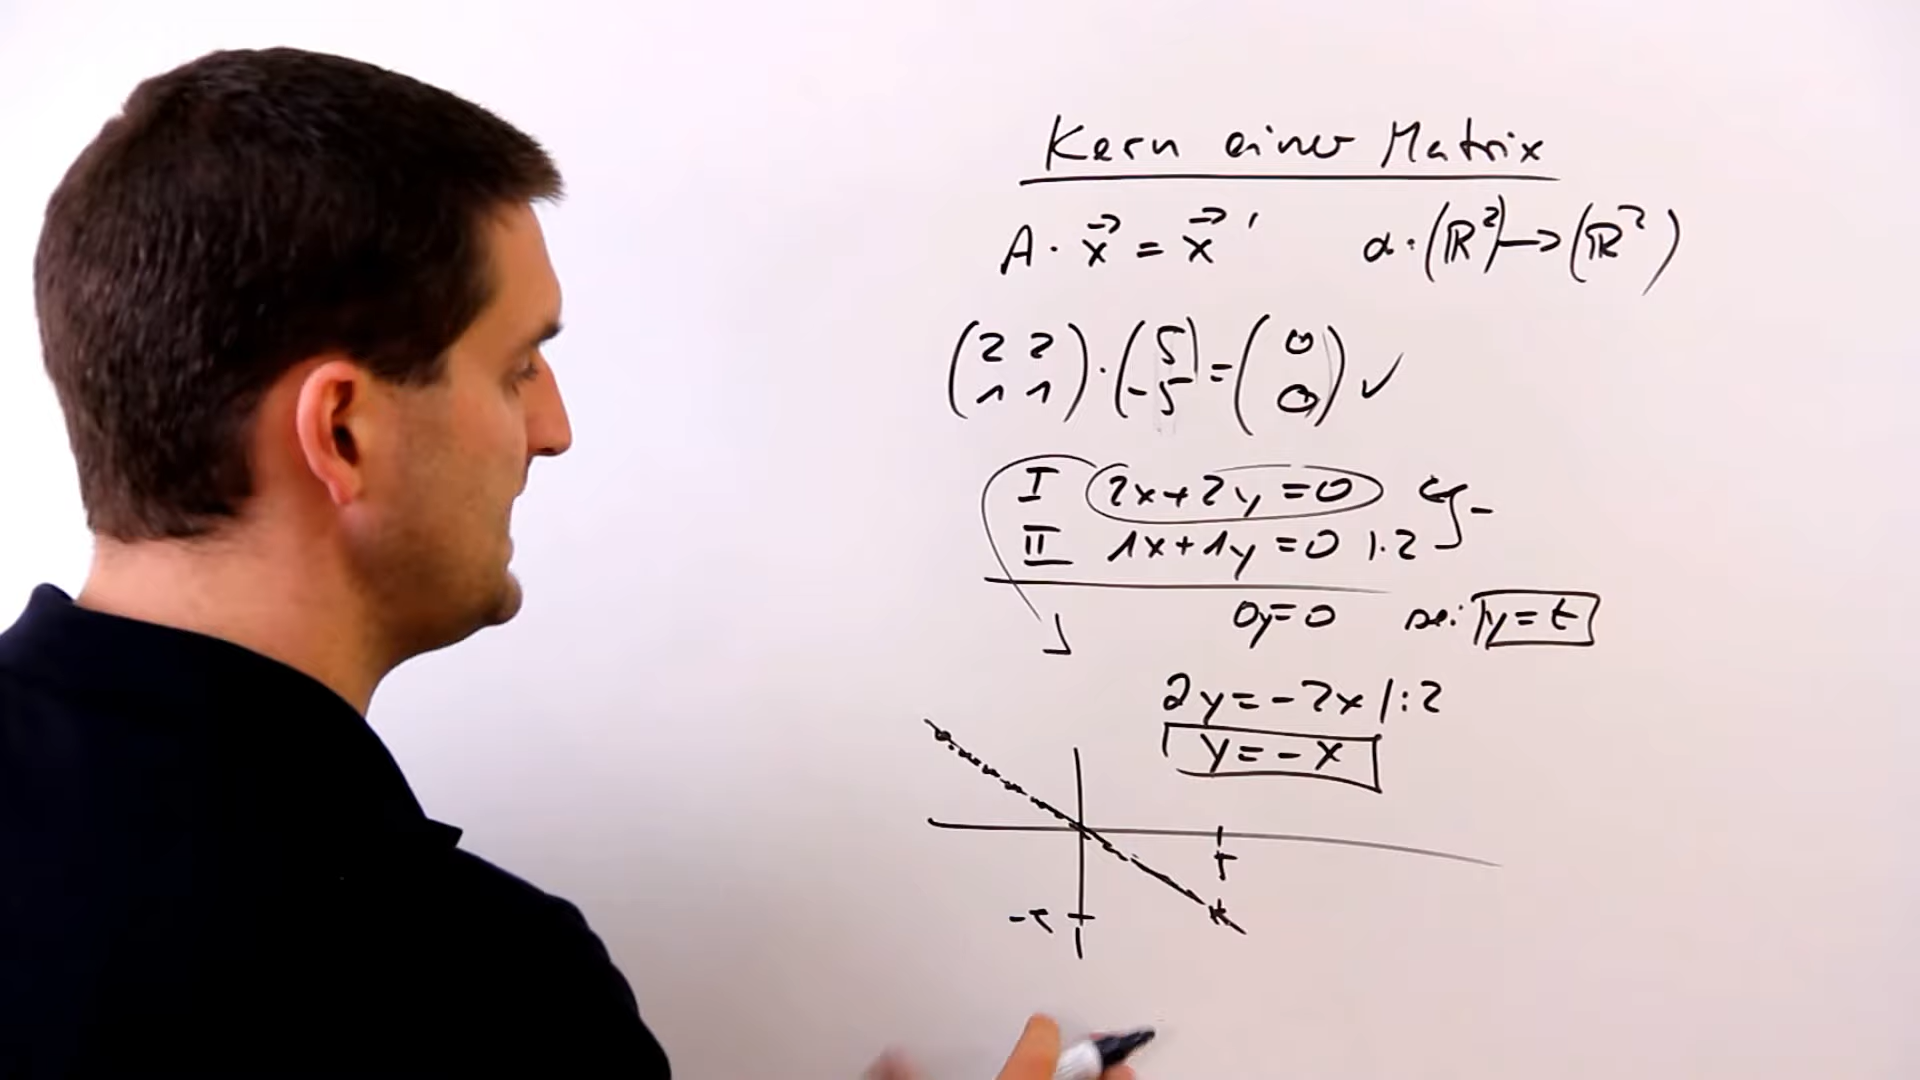 Kern einer Matrix
A · x⃗ = x⃗ ' α: (ℝ²) → (ℝ²)
(2 2; 1 1) · (5; -5) = (0; 0) ✓
I 2x+2y=0 -
II 1x+1y=0 |·2
0y=0 sei: y=t
2y=-2x |:2
y=-x
5
-5